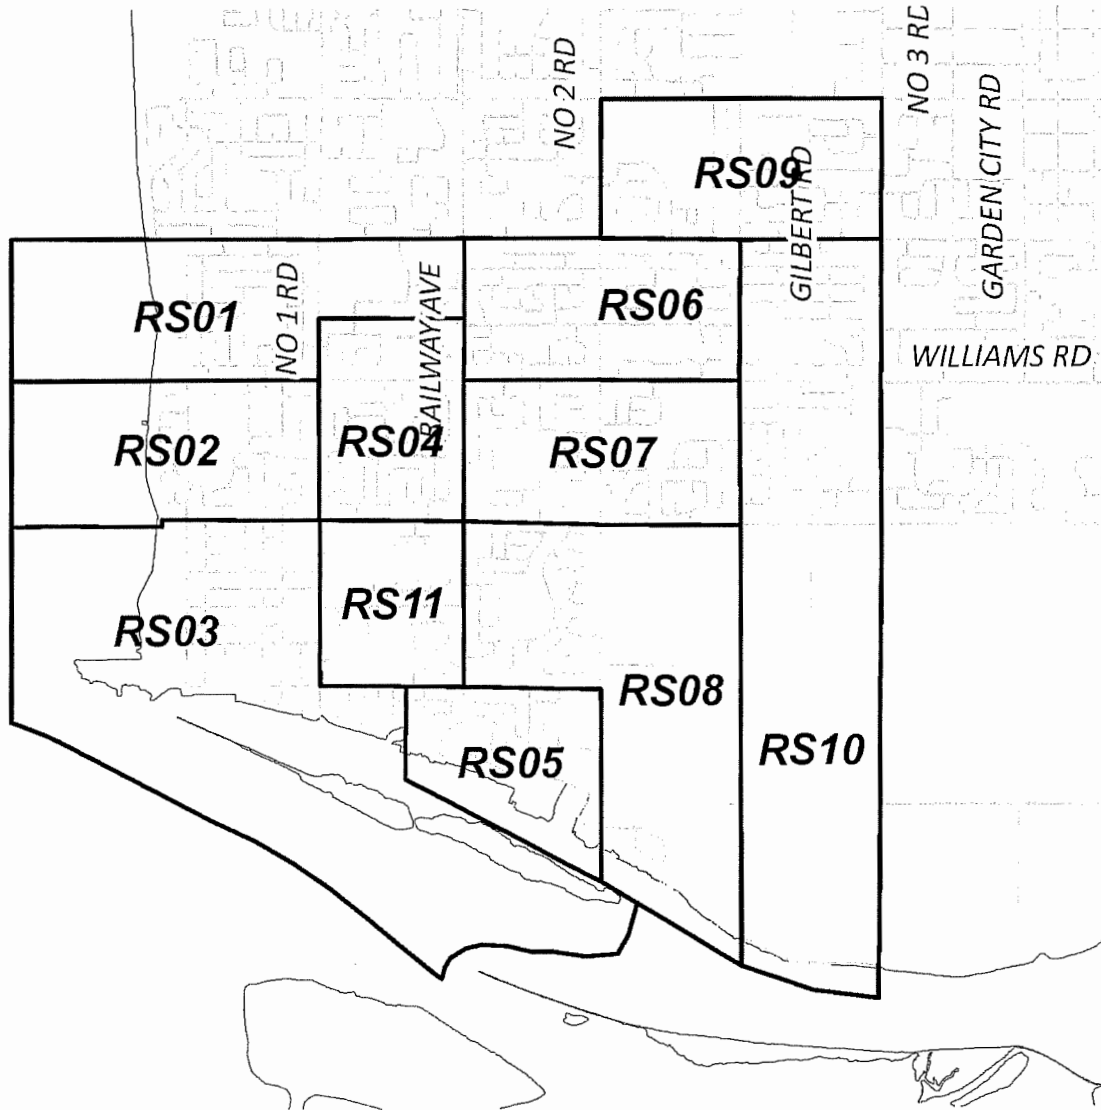 NO 3 RD
NO 2 RD
GARDEN CITY RD
RS09
GILBERT RD
RS01
NO 1 RD
RAILWAY AVE
RS06
WILLIAMS RD
RS02
RS04
RS07
RS03
RS11
RS08
RS05
RS10